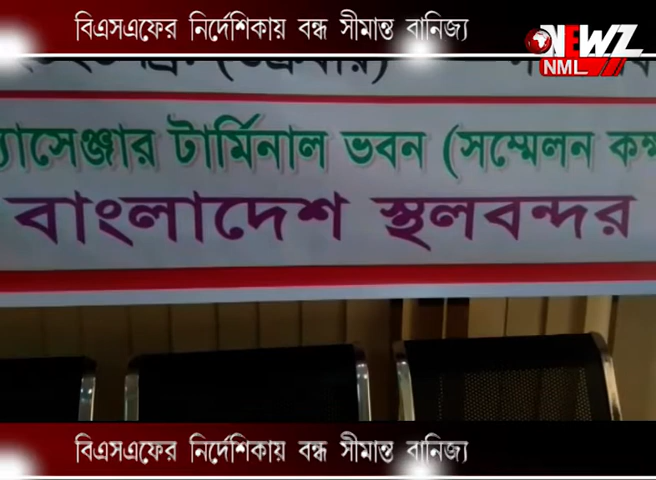 বিএসএফের নির্দেশিকায় বন্ধ সীমান্ত বানিজ্য
NEWZ
NML
টার্মিনাল ভবন (সম্মেলন
বাংলাদেশ স্থলবন্দর
বিএসএফের নির্দেশিকায় বন্ধ সীমান্ত বানিজ্য